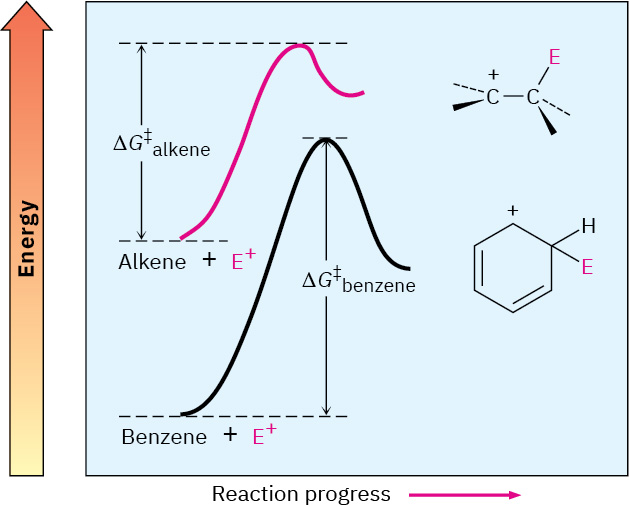 Energy
ΔG‡alkene
Alkene + E+
ΔG‡benzene
Benzene + E+
E
+
C – C
+
H
E
Reaction progress